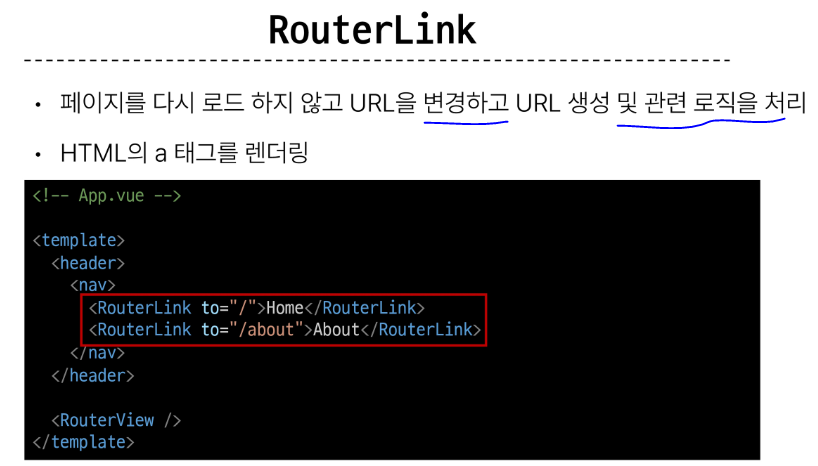 RouterLink
• 페이지를 다시 로드 하지 않고 URL을 변경하고 URL 생성 및 관련 로직을 처리
• HTML의 a 태그를 렌더링
<!-- App.vue -->
<template>
<header>
<nav>
<RouterLink to="/">Home</RouterLink>
<RouterLink to="/about">About</RouterLink>
</nav>
</header>
<RouterView />
</template>